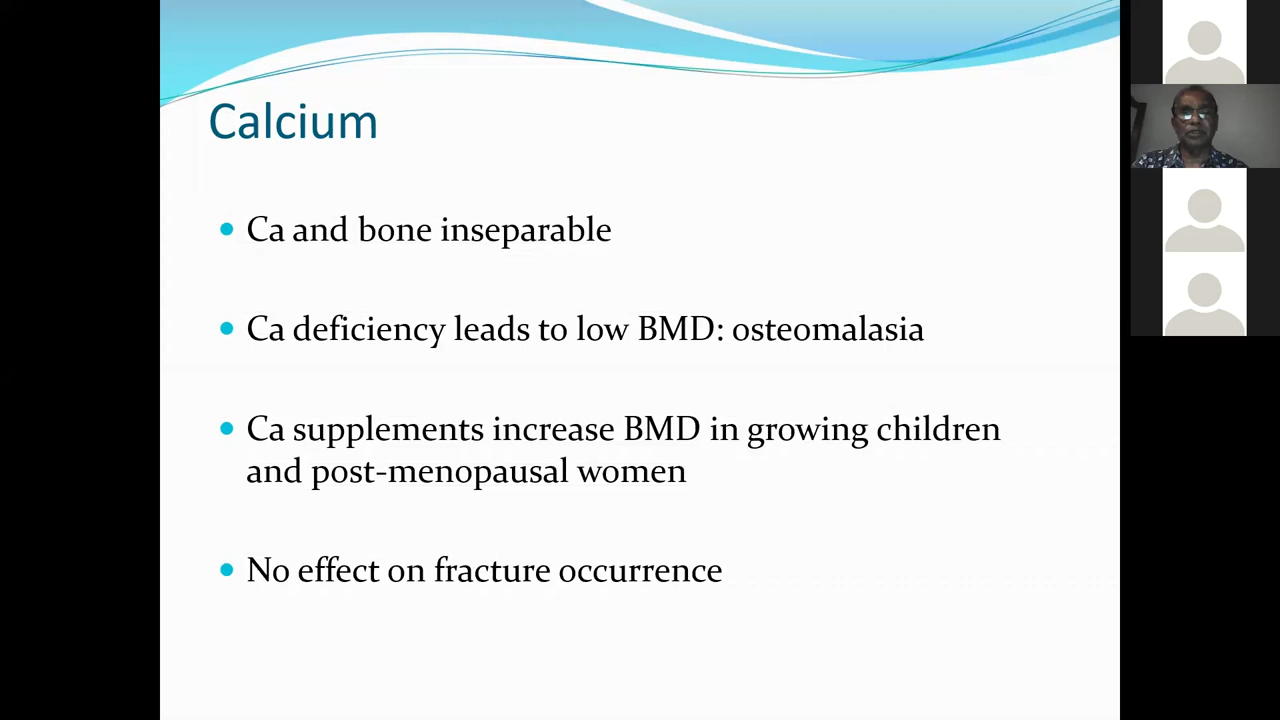 Calcium
Ca and bone inseparable
Ca deficiency leads to low BMD: osteomalasia
Ca supplements increase BMD in growing children
and post-menopausal women
No effect on fracture occurrence